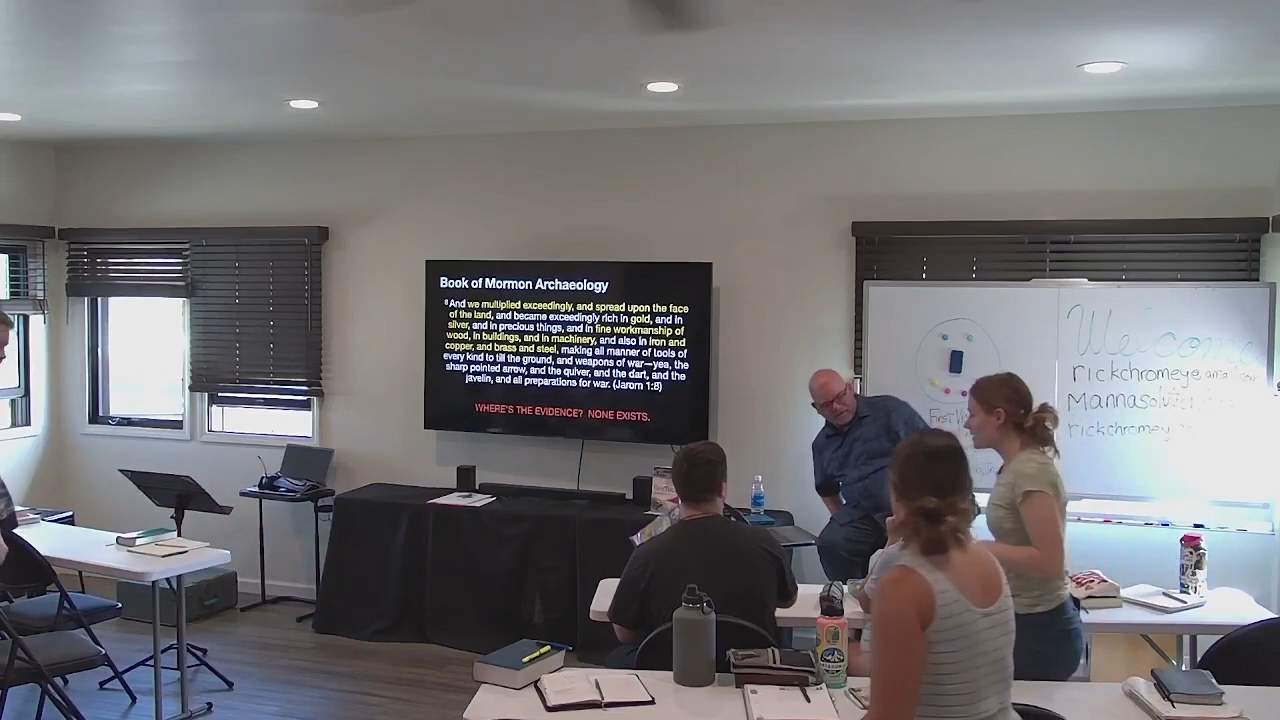 Book of Mormon Archaeology
8 And we multiplied exceedingly, and spread upon the face
of the land, and became exceedingly rich in gold, and in
silver, and in precious things, and in fine workmanship of
wood, in buildings, and in machinery, and also in iron and
copper, and brass and steel, making all manner of tools of
every kind to till the ground, and weapons of war—yea, the
sharp pointed arrow, and the quiver, and the dart, and the
javelin, and all preparations for war. (Jarom 1:8)
WHERE'S THE EVIDENCE? NONE EXISTS.
Welcome
rickchromeye
Mannasolu
rickchromey
First Vi